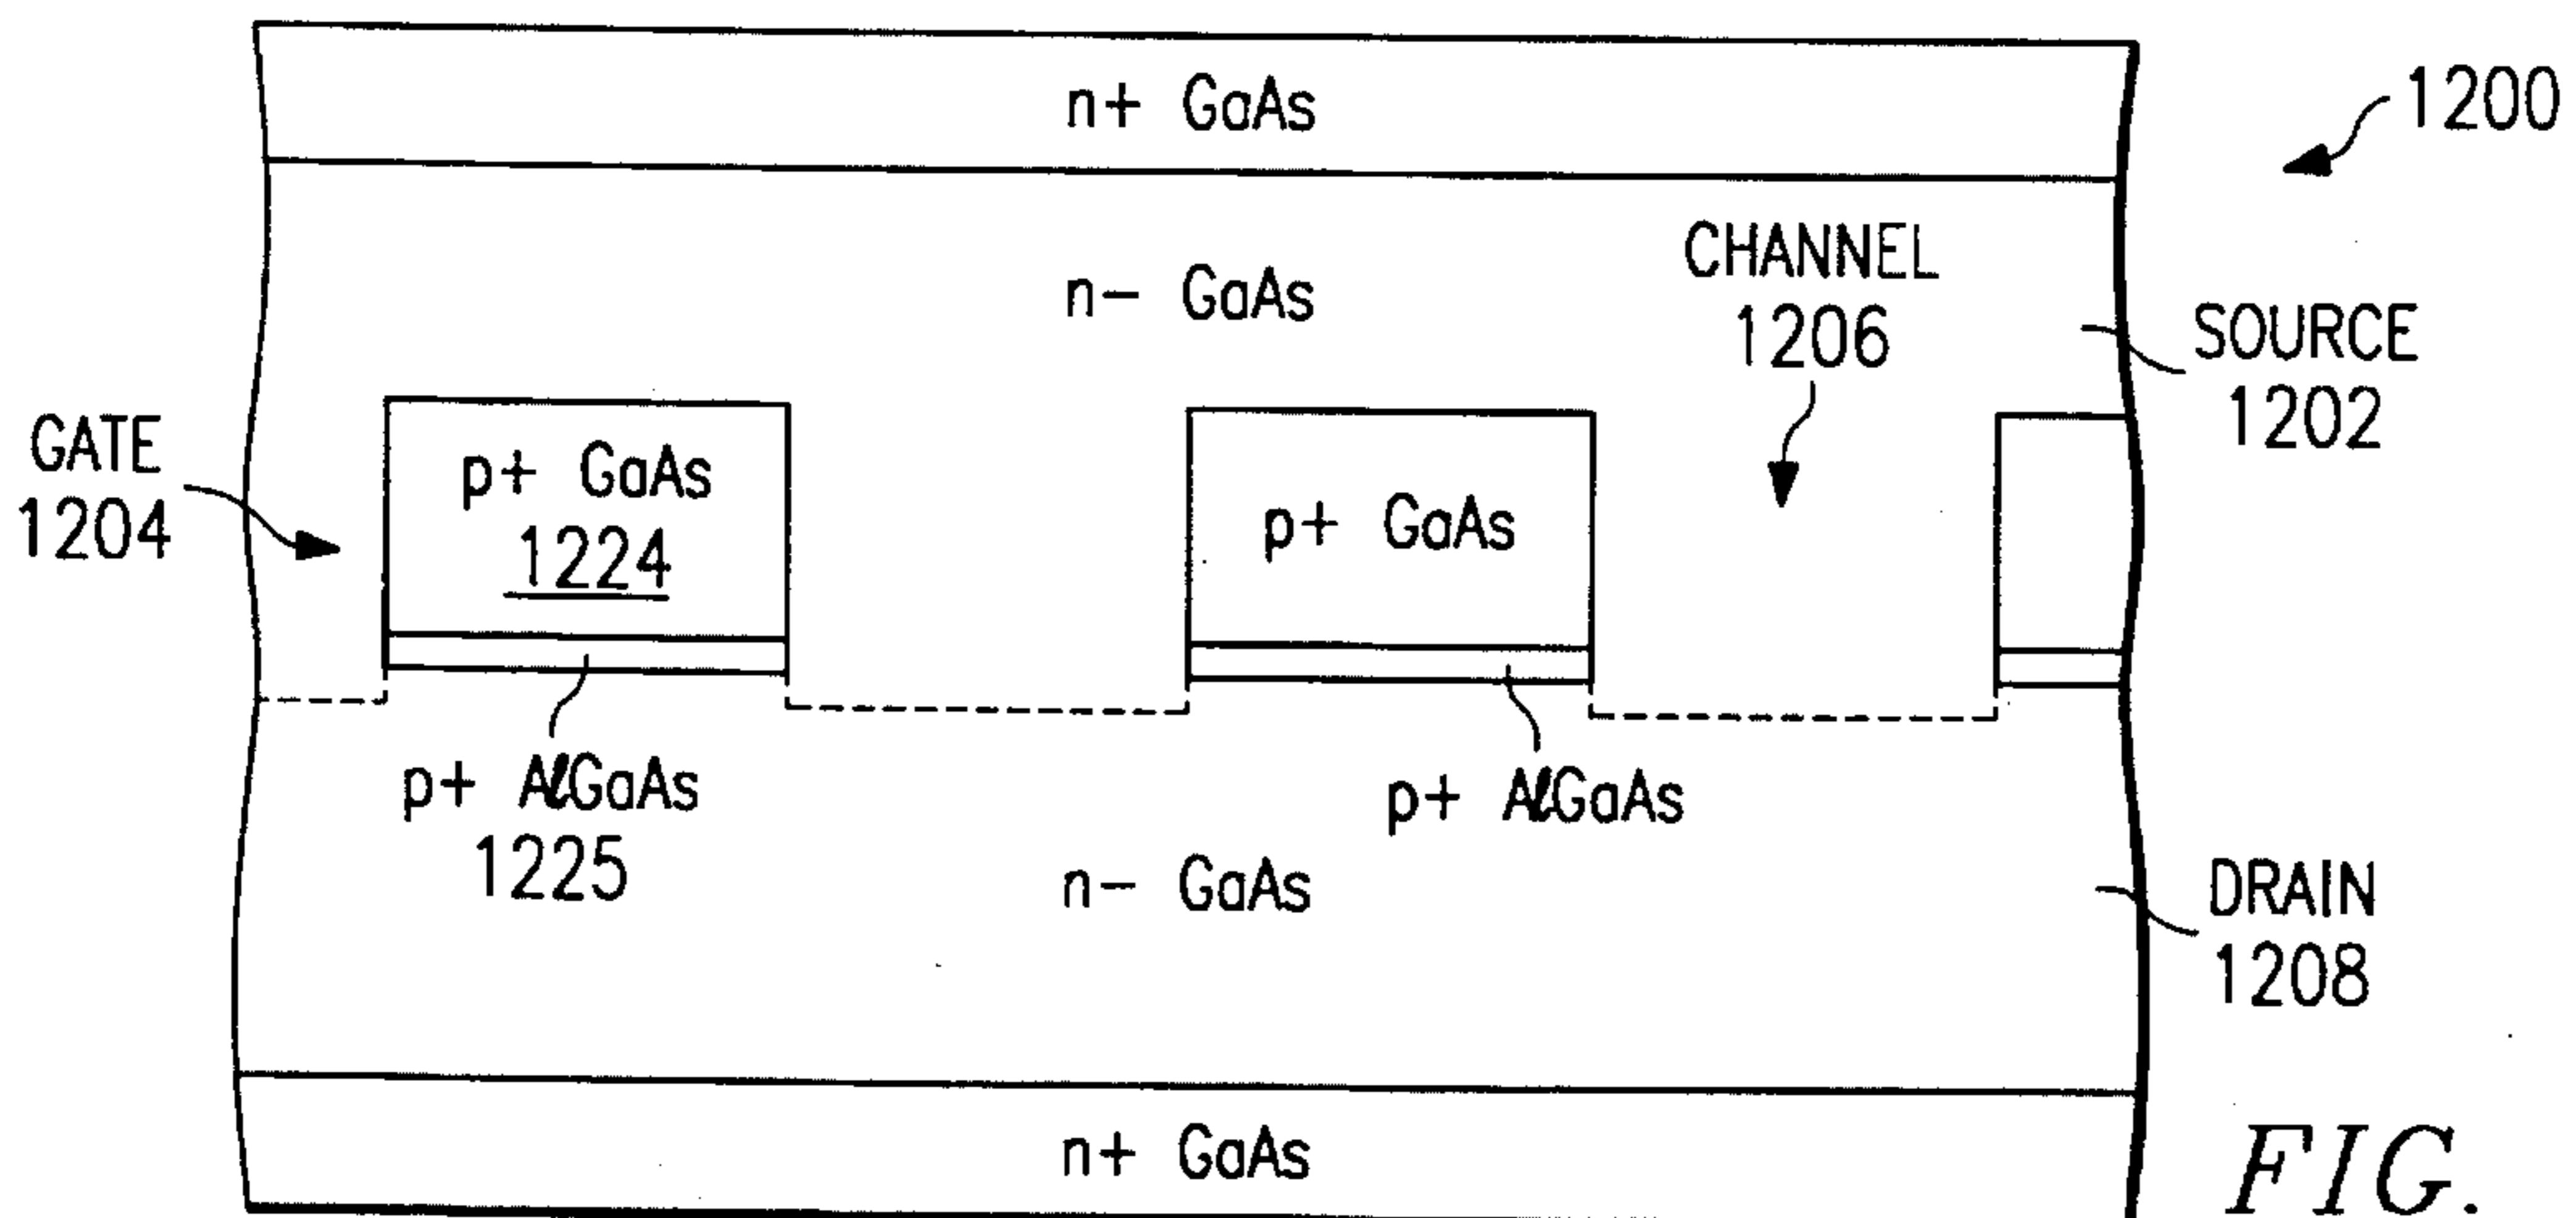 n+ GaAs
1200
n- GaAs
CHANNEL
1206
SOURCE
1202
GATE
1204
p+ GaAs
1224
p+ GaAs
p+ AlGaAs
1225
p+ AlGaAs
n- GaAs
DRAIN
1208
n+ GaAs
FIG.